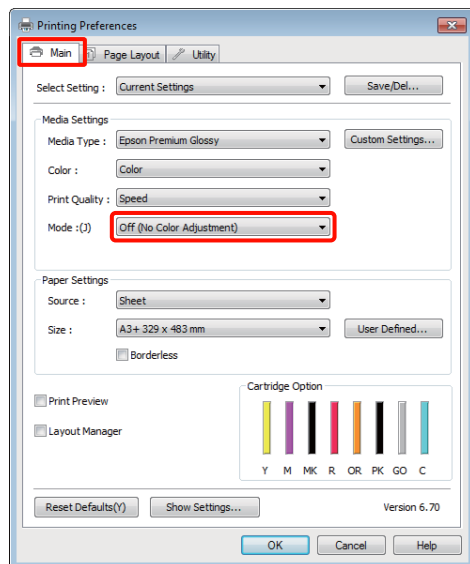 Printing Preferences
Main Page Layout Utility
Select Setting : Current Settings Save/Del...
Media Settings
Media Type : Epson Premium Glossy Custom Settings...
Color : Color
Print Quality : Speed
Mode :(J) Off (No Color Adjustment)
Paper Settings
Source : Sheet
Size : A3+ 329 x 483 mm User Defined...
Borderless
Cartridge Option
Print Preview
Layout Manager
Y M MK R OR PK GO C
Reset Defaults(Y) Show Settings... Version 6.70
OK Cancel Help